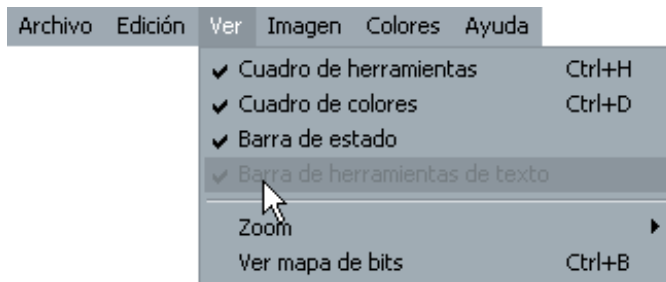 Archivo Edición Ver Imagen Colores Ayuda
Cuadro de herramientas Ctrl+H
Cuadro de colores Ctrl+D
Barra de estado
Barra de herramientas de texto
Zoom
Ver mapa de bits Ctrl+B